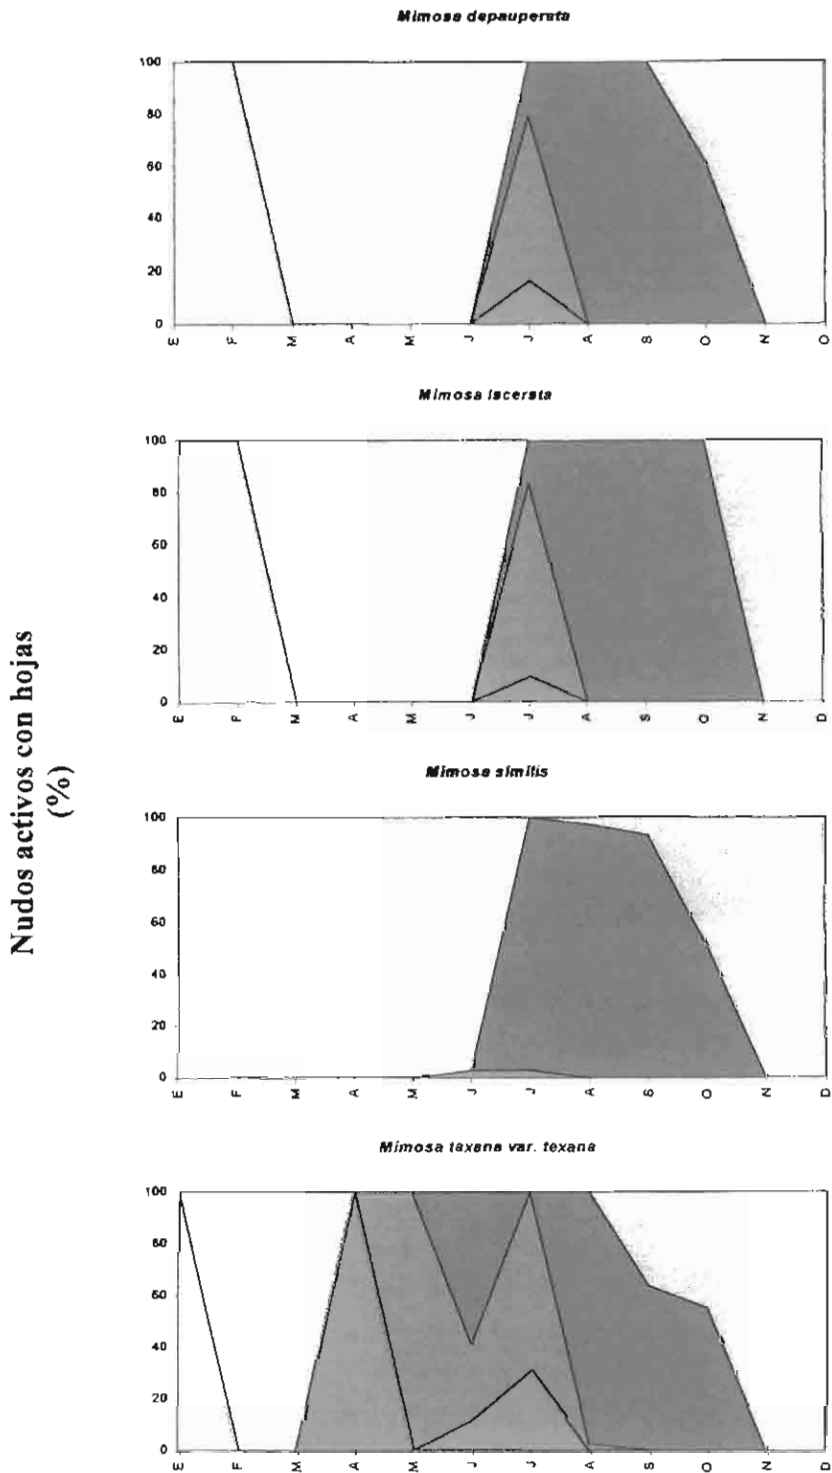 Mimosa depauperata
100
80
60
40
20
0
E F M A M J J A S O N D
Nudos activos con hojas
(%)
Mimosa lacerata
100
80
60
40
20
0
E F M A M J J A S O N D
Mimosa similis
100
80
60
40
20
0
E F M A M J J A S O N D
Mimosa taxana var. texana
100
80
60
40
20
0
E F M A M J J A S O N D